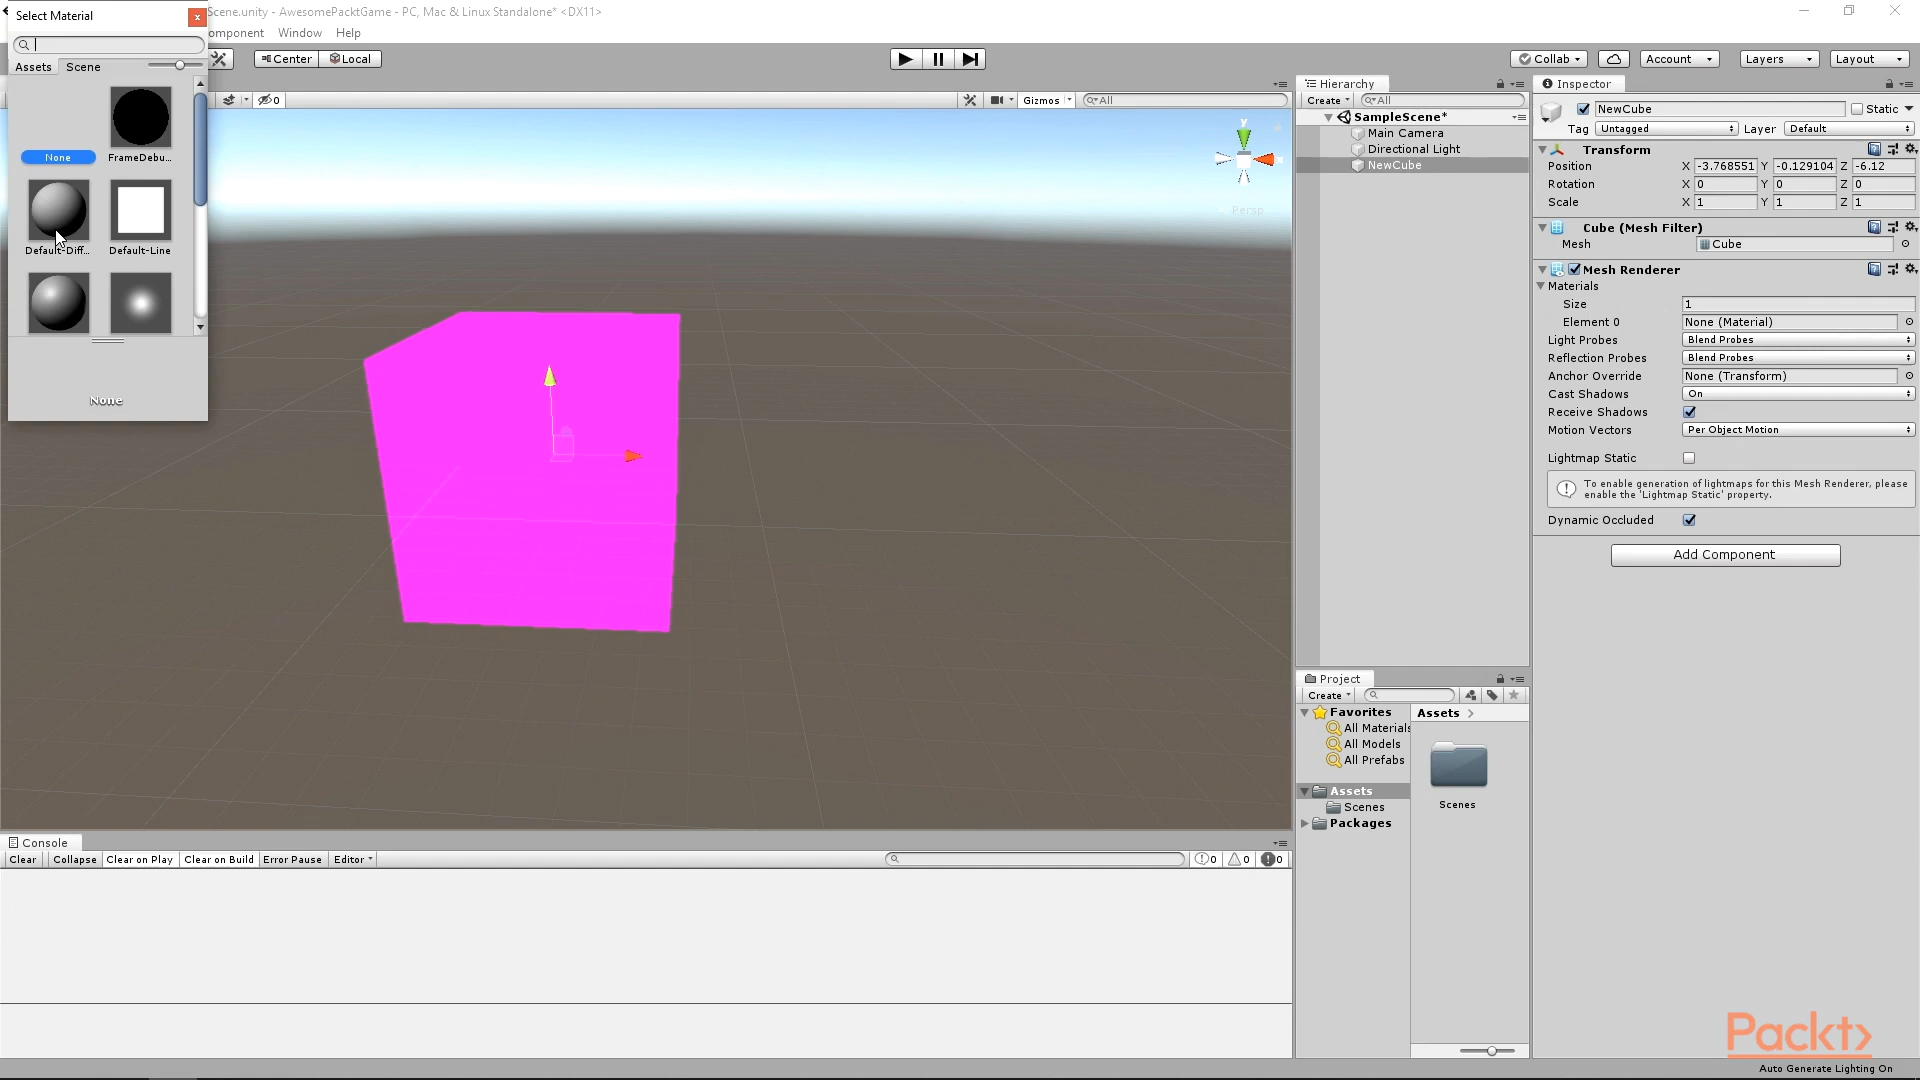 Select Material
Scene.unity - AwesomePacktGame - PC, Mac & Linux Standalone* <DX11>
omponent Window Help
Assets Scene
Center Local
Collab Account Layers Layout
0 Gizmos All
None FrameDebu...
Default-Diff... Default-Line
None
Persp
Hierarchy
Create All
SampleScene*
Main Camera
Directional Light
NewCube
Inspector
NewCube Static
Tag Untagged Layer Default
Transform
Position X -3.768551 Y -0.129104 Z -6.12
Rotation X 0 Y 0 Z 0
Scale X 1 Y 1 Z 1
Cube (Mesh Filter)
Mesh Cube
Mesh Renderer
Materials
Size 1
Element 0 None (Material)
Light Probes Blend Probes
Reflection Probes Blend Probes
Anchor Override None (Transform)
Cast Shadows On
Receive Shadows
Motion Vectors Per Object Motion
Lightmap Static
To enable generation of lightmaps for this Mesh Renderer, please
enable the 'Lightmap Static' property.
Dynamic Occluded
Add Component
Project
Create
Favorites
All Materials
All Models
All Prefabs
Assets
Scenes
Packages
Assets
Scenes
Console
Clear Collapse Clear on Play Clear on Build Error Pause Editor
0 0 0
Packt
Auto Generate Lighting On
y